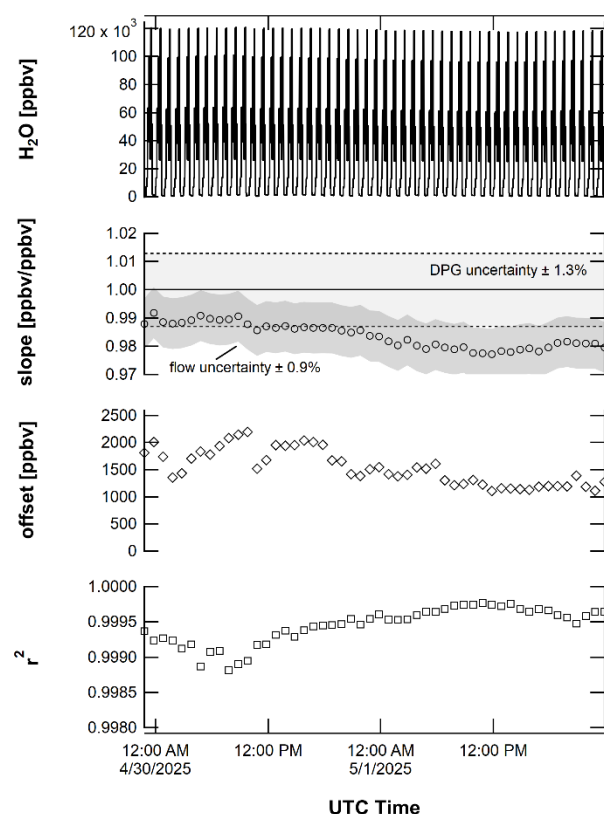 120 x 10³
100
80
60
40
20
0
H₂O [ppbv]
1.02
1.01
1.00
0.99
0.98
0.97
slope [ppbv/ppbv]
DPG uncertainty ± 1.3%
flow uncertainty ± 0.9%
2500
2000
1500
1000
500
0
offset [ppbv]
1.0000
0.9995
0.9990
0.9985
0.9980
r²
12:00 AM 12:00 PM 12:00 AM 12:00 PM
4/30/2025 5/1/2025
UTC Time